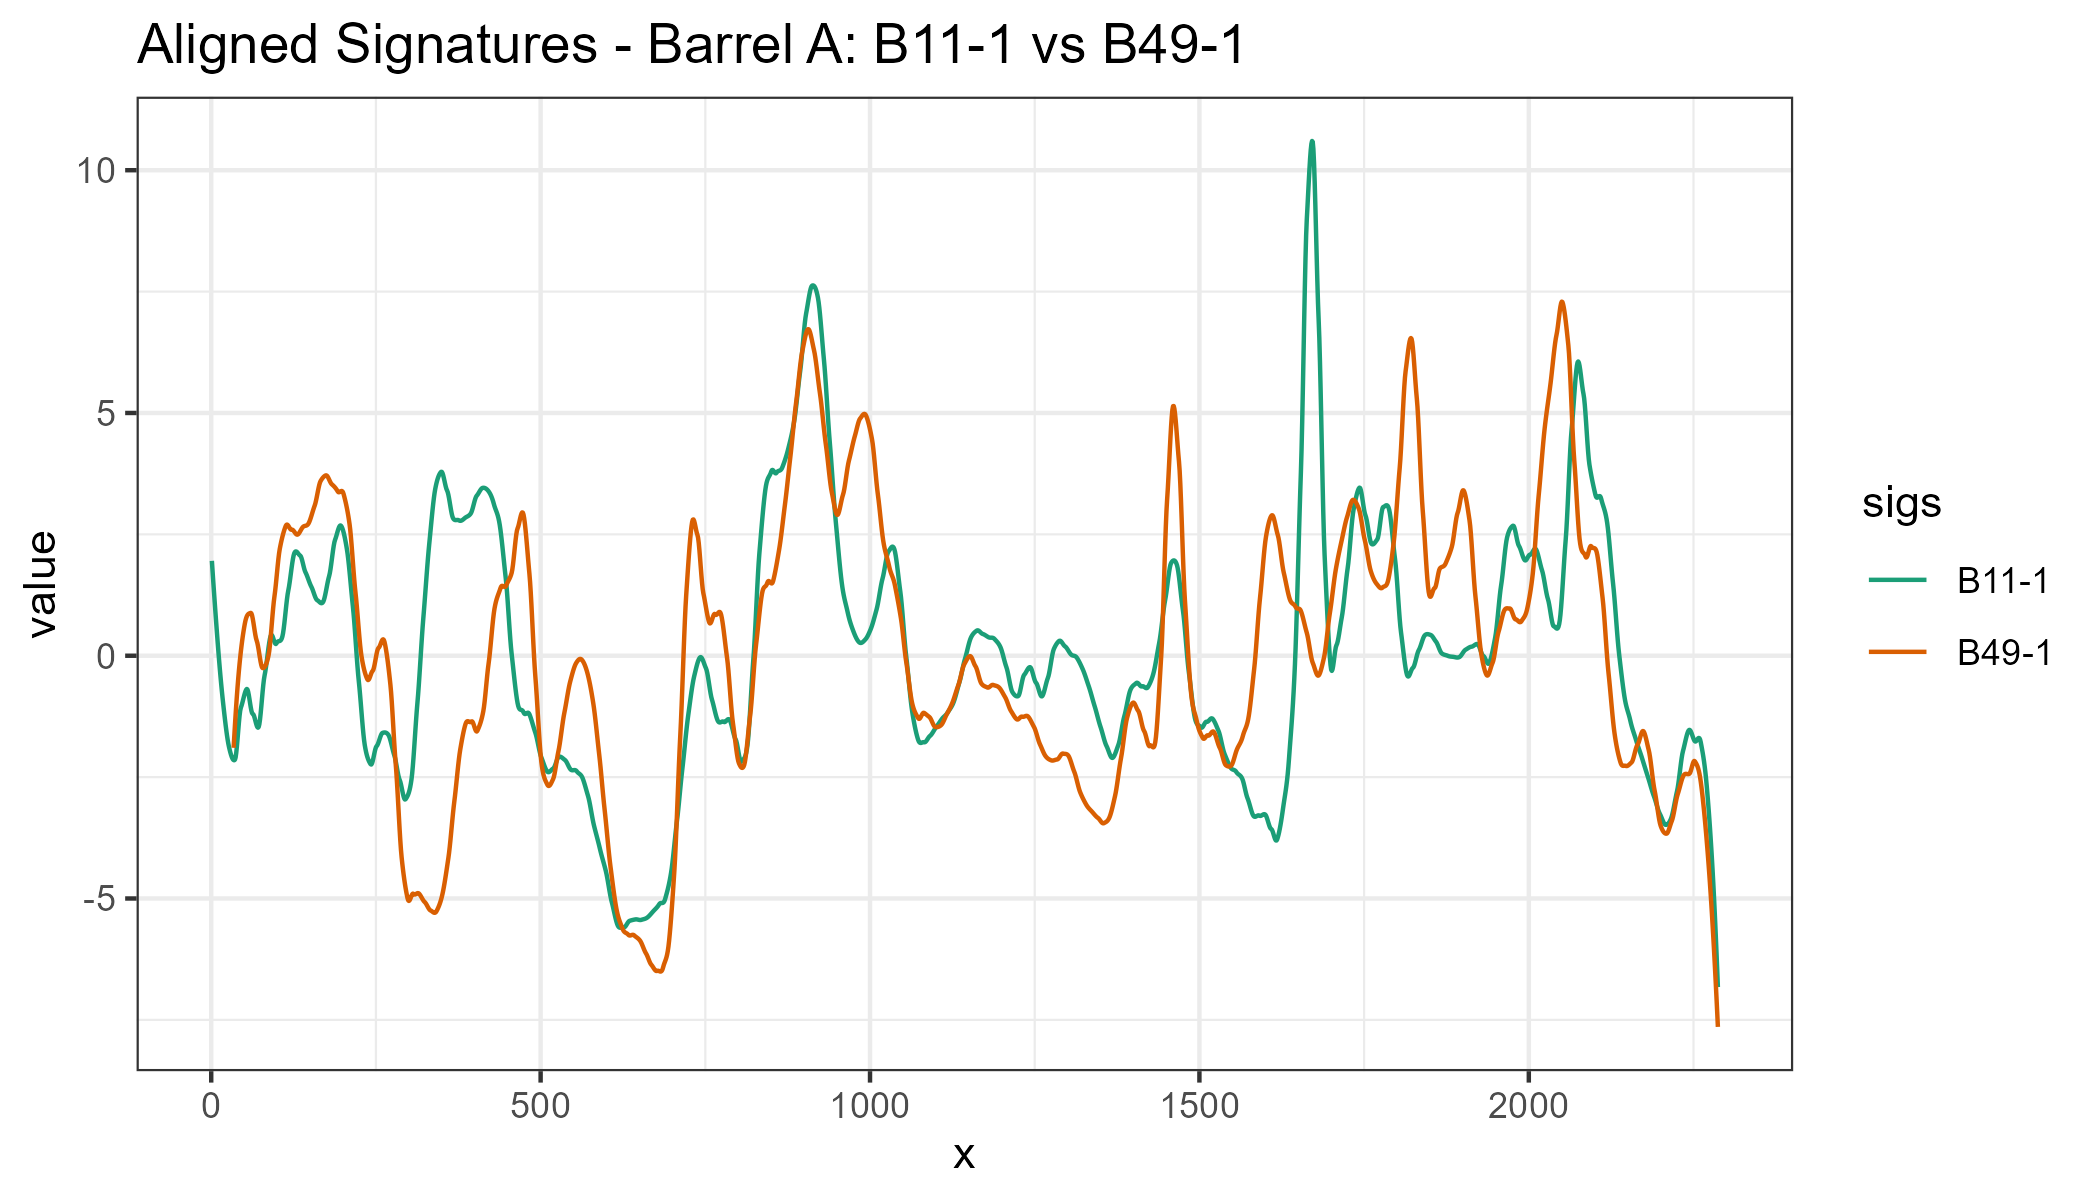 Aligned Signatures - Barrel A: B11-1 vs B49-1
10
5
0
-5
value
0 500 1000 1500 2000
x
sigs
B11-1
B49-1